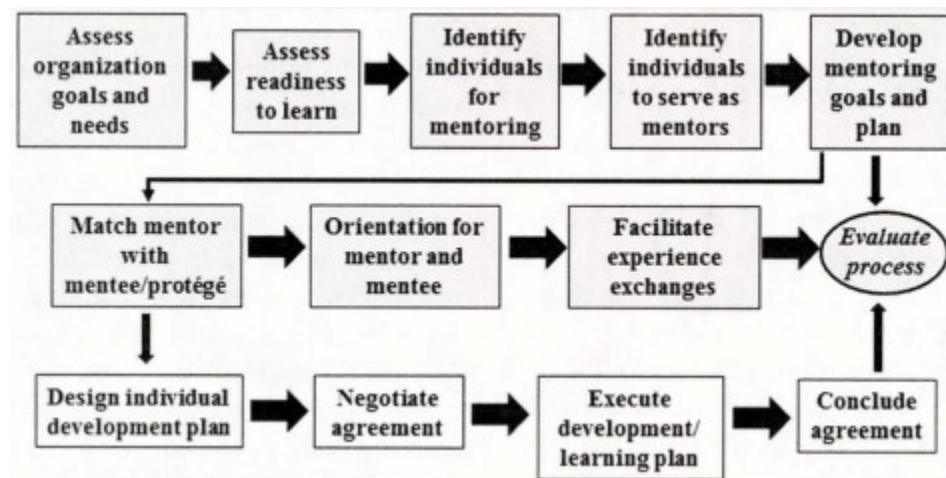 Assess
organization
goals and
needs
Assess
readiness
to learn
Identify
individuals
for
mentoring
Identify
individuals
to serve as
mentors
Develop
mentoring
goals and
plan
Match mentor
with
mentee/protégé
Orientation for
mentor and
mentee
Facilitate
experience
exchanges
Evaluate
process
Design individual
development plan
Negotiate
agreement
Execute
development/
learning plan
Conclude
agreement